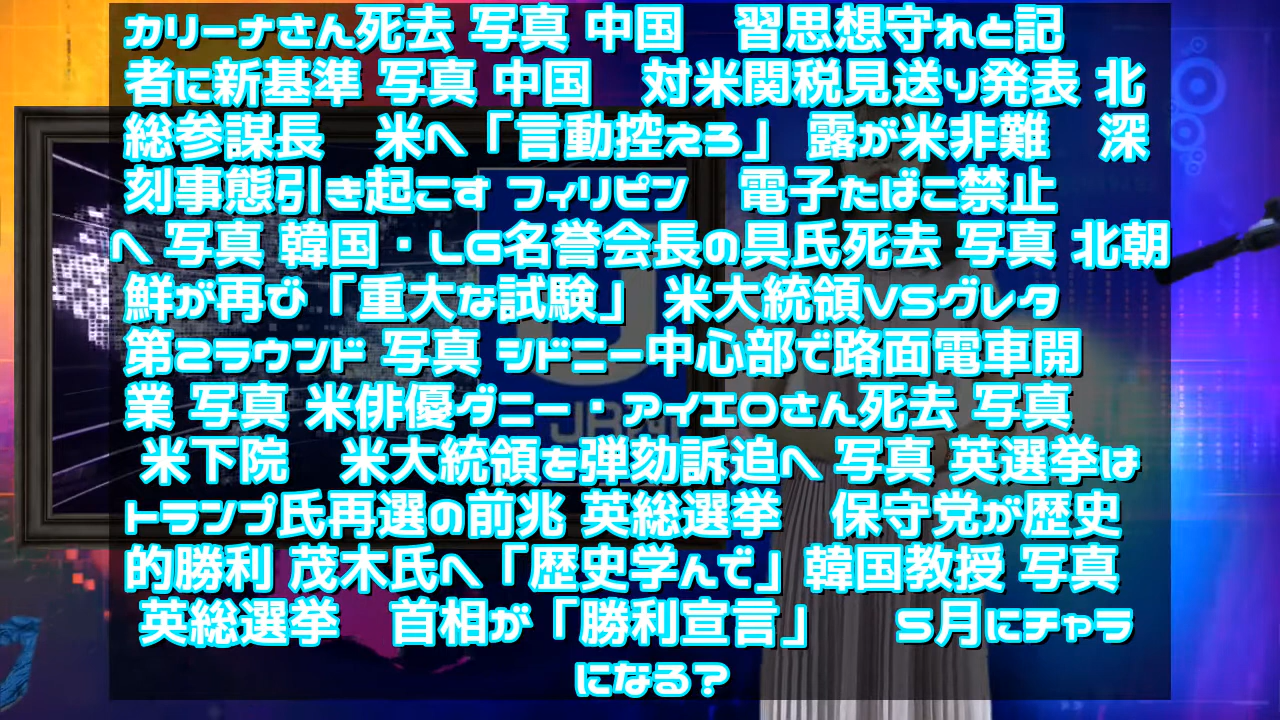 カリーナさん死去 写真 中国　習思想守れと記
者に新基準 写真 中国　対米関税見送り発表 北
総参謀長　米へ「言動控えろ」 露が米非難　深
刻事態引き起こす フィリピン　電子たばこ禁止
へ 写真 韓国・LG名誉会長の具氏死去 写真 北朝
鮮が再び「重大な試験」 米大統領VSグレタ
第2ラウンド 写真 シドニー中心部で路面電車開
業 写真 米俳優ダニー・アイエロさん死去 写真
米下院　米大統領を弾劾訴追へ 写真 英選挙は
トランプ氏再選の前兆 英総選挙　保守党が歴史
的勝利 茂木氏へ「歴史学んで」韓国教授 写真
英総選挙　首相が「勝利宣言」　5月にチャラ
になる?